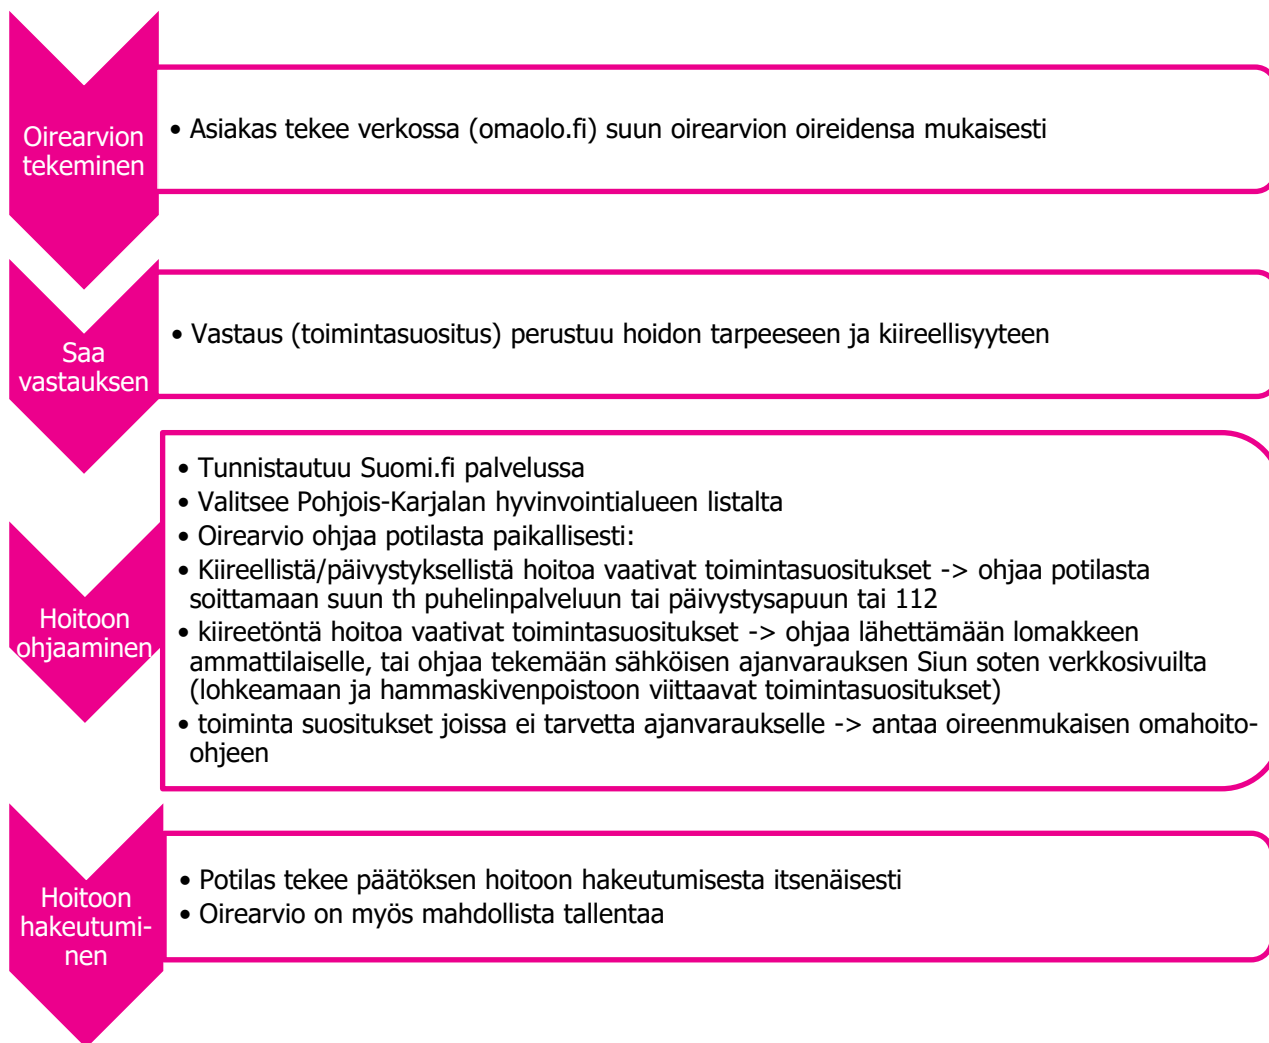 Oirearvion
tekeminen
• Asiakas tekee verkossa (omaolo.fi) suun oirearvion oireidensa mukaisesti
Saa
vastauksen
• Vastaus (toimintasuositus) perustuu hoidon tarpeeseen ja kiireellisyyteen
Hoitoon
ohjaaminen
• Tunnistautuu Suomi.fi palvelussa
• Valitsee Pohjois-Karjalan hyvinvointialueen listalta
• Oirearvio ohjaa potilasta paikallisesti:
• Kiireellistä/päivystyksellistä hoitoa vaativat toimintasuositukset -> ohjaa potilasta
soittamaan suun th puhelinpalveluun tai päivystysapuun tai 112
• kiireetöntä hoitoa vaativat toimintasuositukset -> ohjaa lähettämään lomakkeen
ammattilaiselle, tai ohjaa tekemään sähköisen ajanvarauksen Siun soten verkkosivuilta
(lohkeamaan ja hammaskivenpoistoon viittaavat toimintasuositukset)
• toiminta suositukset joissa ei tarvetta ajanvaraukselle -> antaa oireenmukaisen omahoito-
ohjeen
Hoitoon
hakeutumi-
nen
• Potilas tekee päätöksen hoitoon hakeutumisesta itsenäisesti
• Oirearvio on myös mahdollista tallentaa